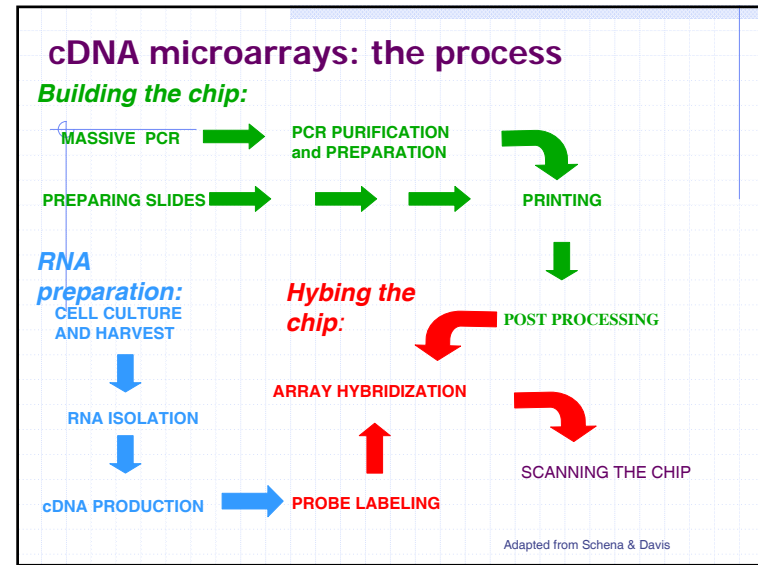 cDNA microarrays: the process
Building the chip:
MASSIVE PCR
PCR PURIFICATION
and PREPARATION
PREPARING SLIDES
PRINTING
RNA
preparation:
CELL CULTURE
AND HARVEST
Hybing the
chip:
POST PROCESSING
ARRAY HYBRIDIZATION
RNA ISOLATION
SCANNING THE CHIP
cDNA PRODUCTION
PROBE LABELING
Adapted from Schena & Davis